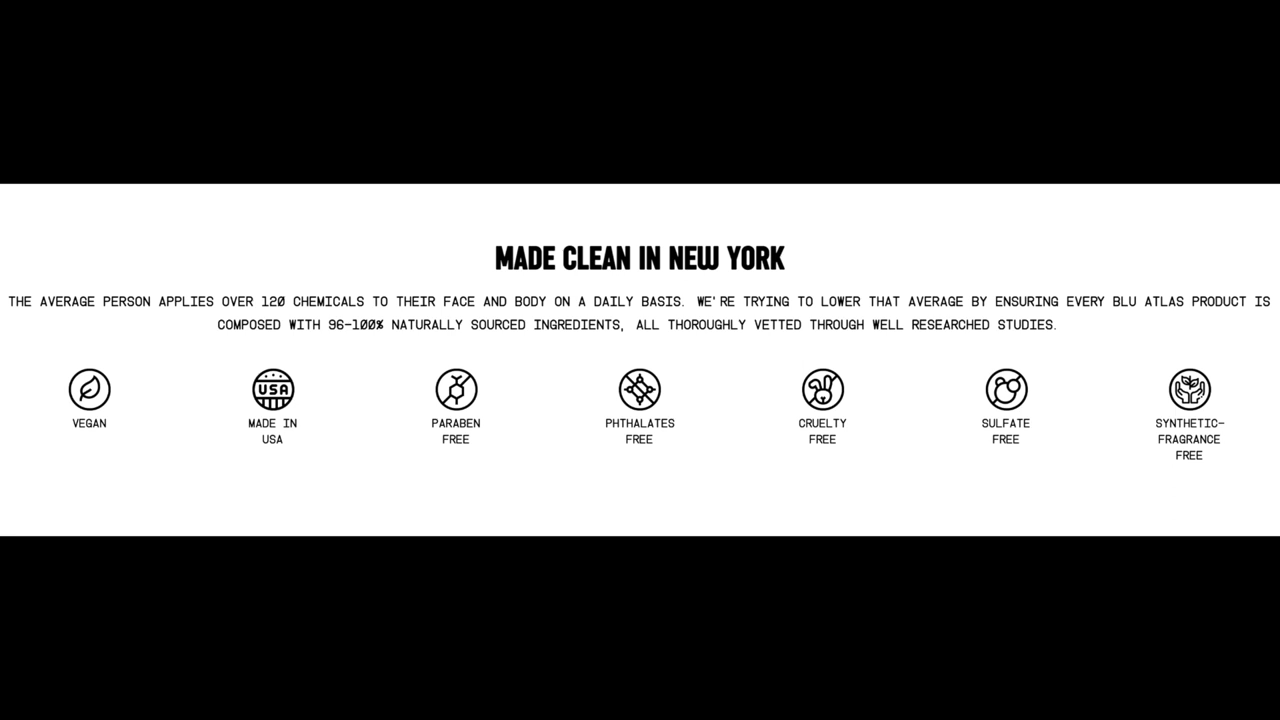 MADE CLEAN IN NEW YORK
THE AVERAGE PERSON APPLIES OVER 120 CHEMICALS TO THEIR FACE AND BODY ON A DAILY BASIS. WE'RE TRYING TO LOWER THAT AVERAGE BY ENSURING EVERY BLU ATLAS PRODUCT IS
COMPOSED WITH 96-100% NATURALLY SOURCED INGREDIENTS, ALL THOROUGHLY VETTED THROUGH WELL RESEARCHED STUDIES.
VEGAN
USA
MADE IN
USA
PARABEN
FREE
PHTHALATES
FREE
CRUELTY
FREE
SULFATE
FREE
SYNTHETIC-
FRAGRANCE
FREE